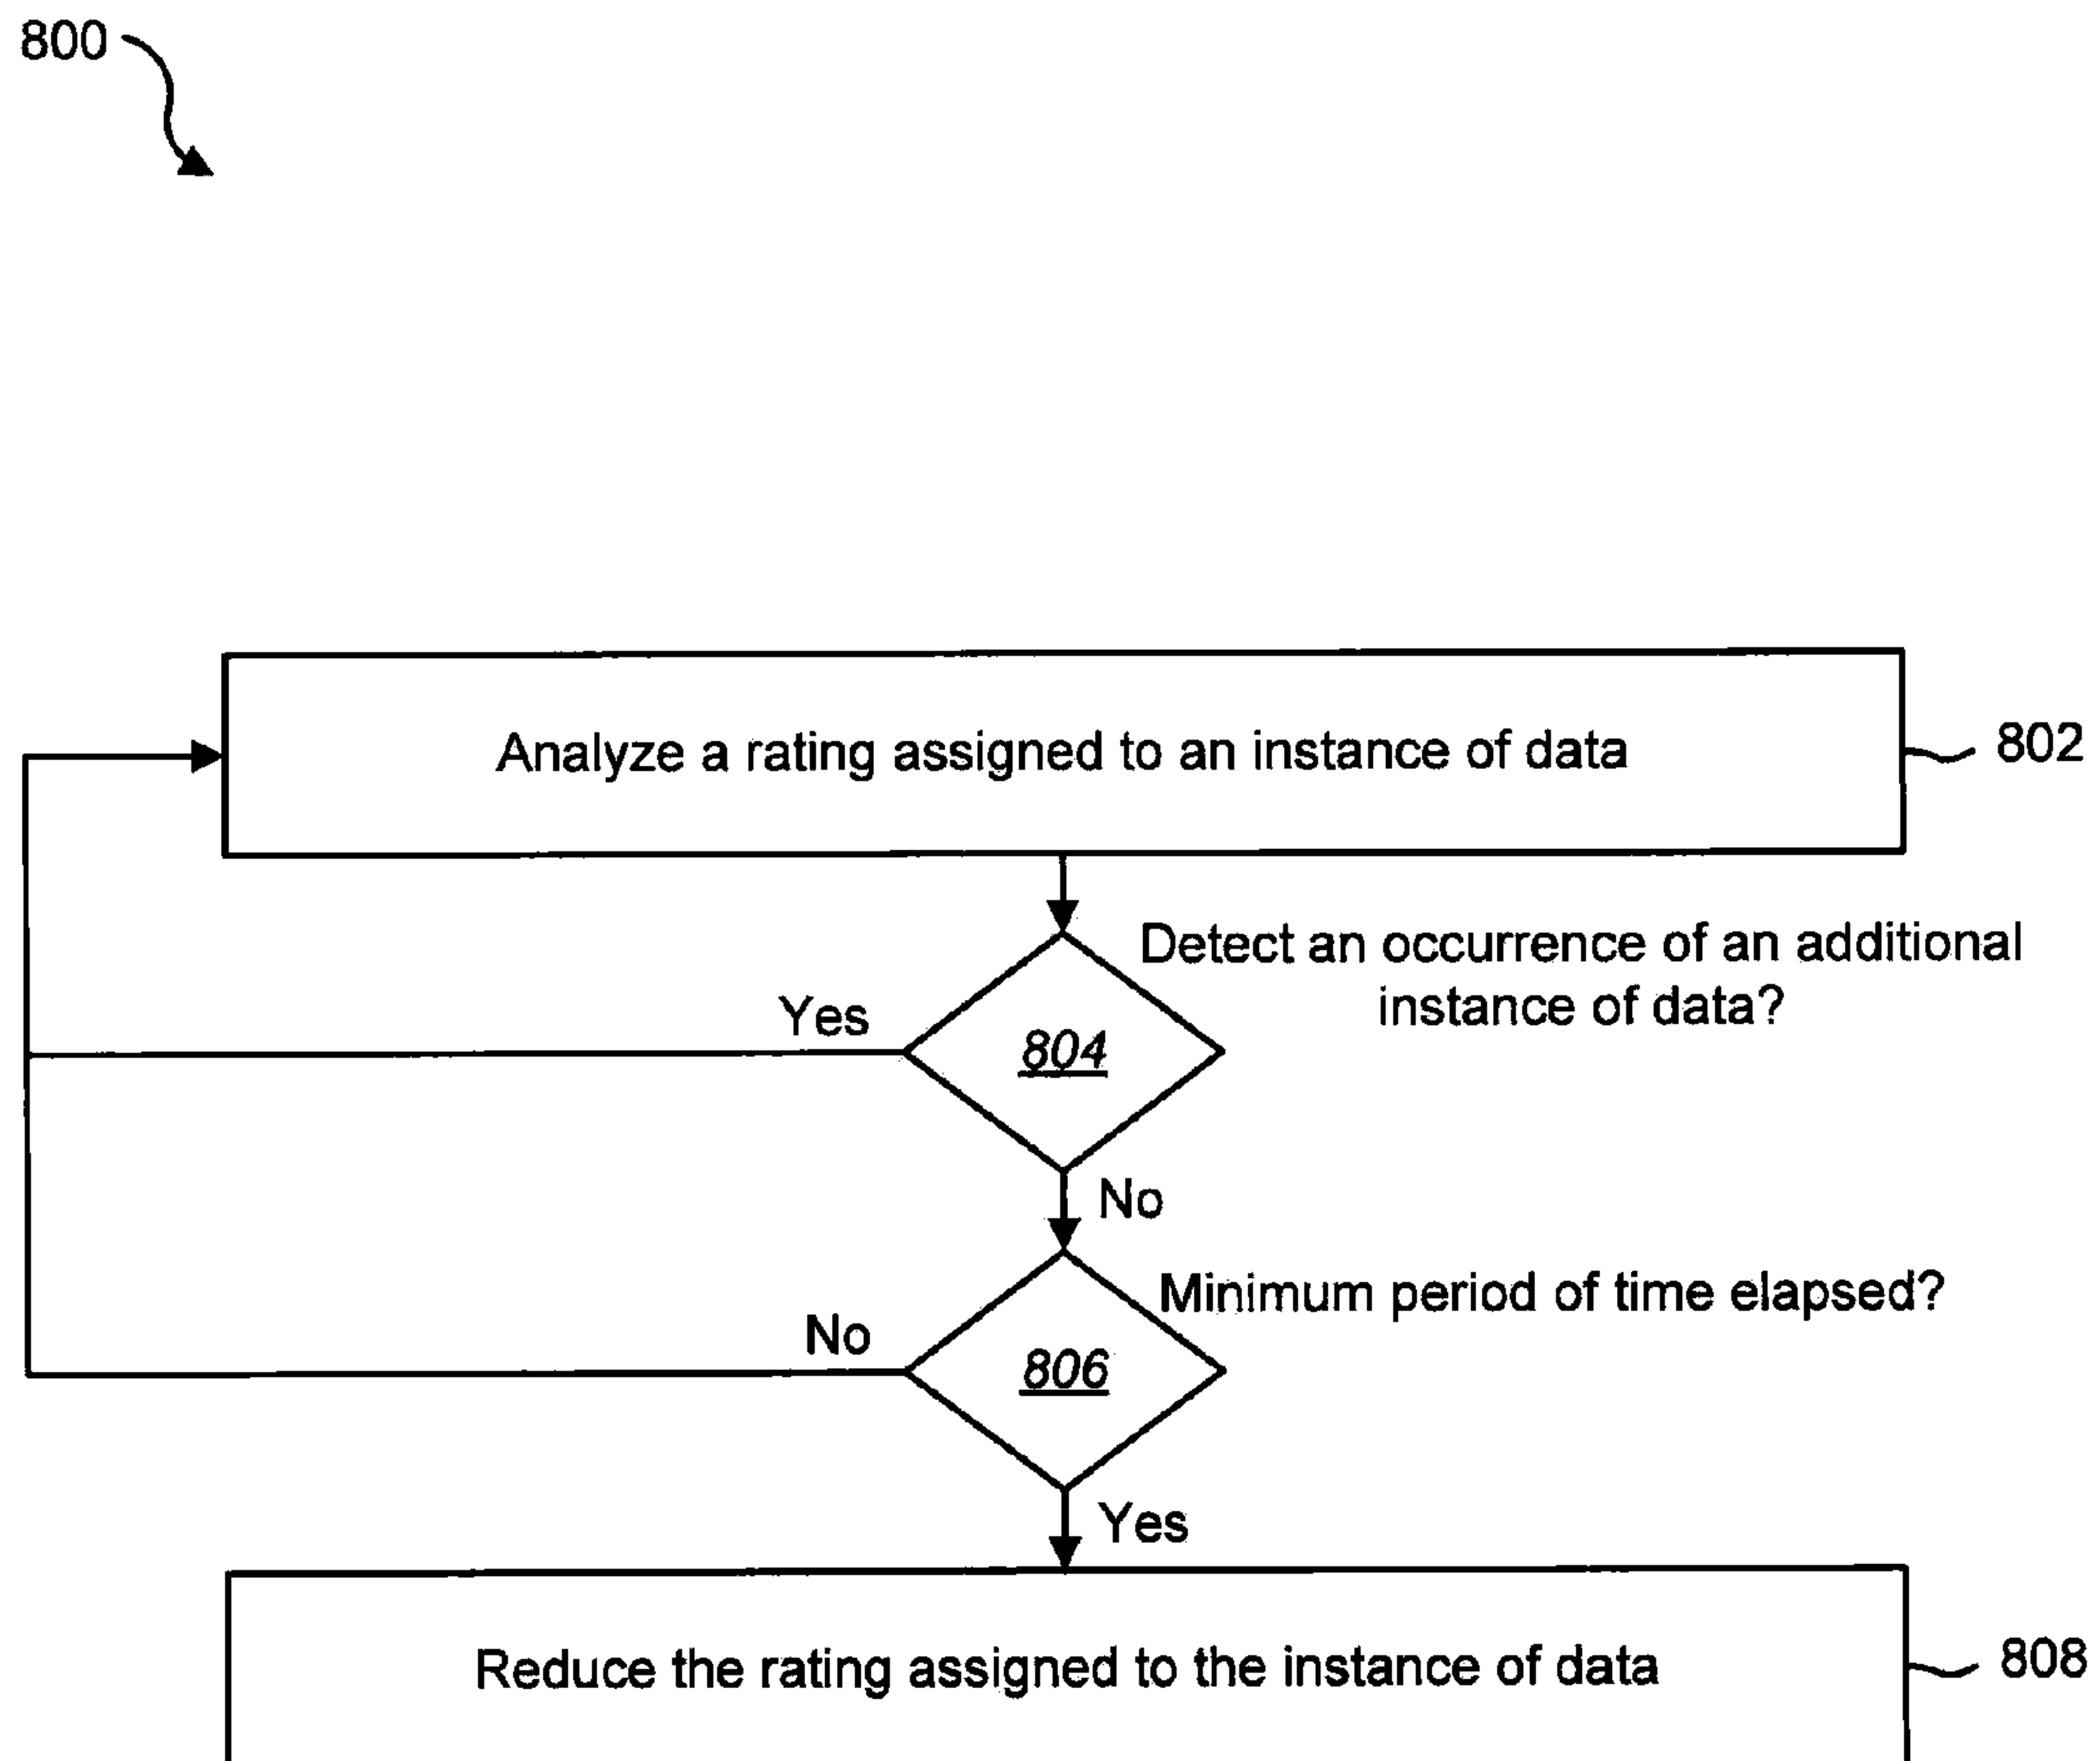 800
Analyze a rating assigned to an instance of data
802
Detect an occurrence of an additional
instance of data?
Yes
804
No
Minimum period of time elapsed?
No
806
Yes
Reduce the rating assigned to the instance of data
808